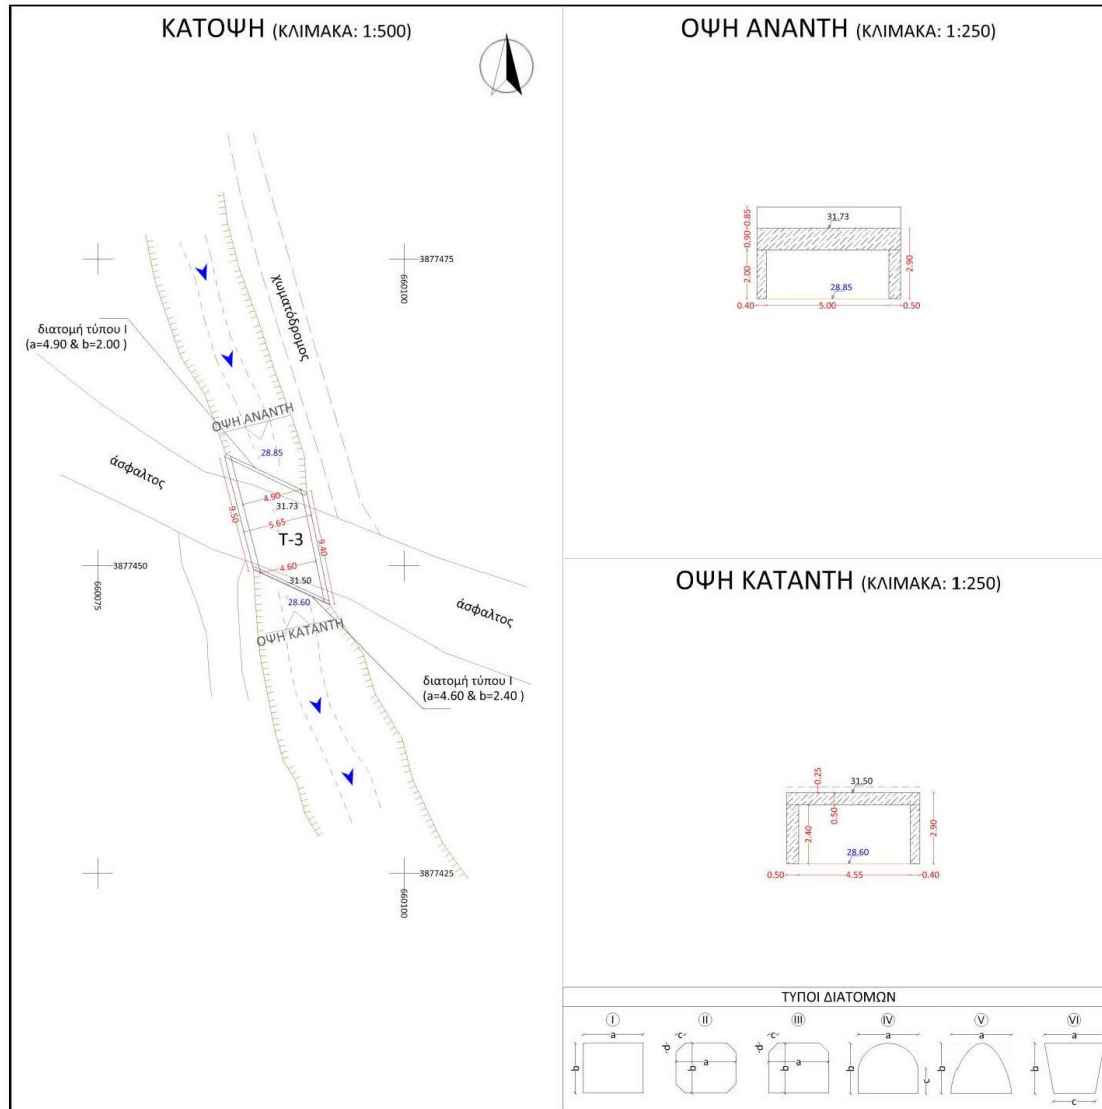 ΚΑΤΟΨΗ (ΚΛΙΜΑΚΑ: 1:500)
3877475
660100
χωματόδρομος
διατομή τύπου Ι
(a=4.90 & b=2.00 )
ΟΨΗ ΑΝΑΝΤΗ
28.85
άσφαλτος
4.90
31.73
9.50
5.65
Τ-3
9.40
4.60
31.50
3877450
660075
28.60
ΟΨΗ ΚΑΤΑΝΤΗ
άσφαλτος
διατομή τύπου Ι
(a=4.60 & b=2.40 )
3877425
660100
ΟΨΗ ΑΝΑΝΤΗ (ΚΛΙΜΑΚΑ: 1:250)
0.85
31.73
0.90
2.00
2.90
28.85
0.40
5.00
0.50
ΟΨΗ ΚΑΤΑΝΤΗ (ΚΛΙΜΑΚΑ: 1:250)
0.25
31.50
0.50
2.40
2.90
28.60
0.50
4.55
0.40
ΤΥΠΟΙ ΔΙΑΤΟΜΩΝ
I
II
III
IV
V
VI
a
b
c
d
a
b
c
d
a
b
a
b
c
a
b
a
b
c